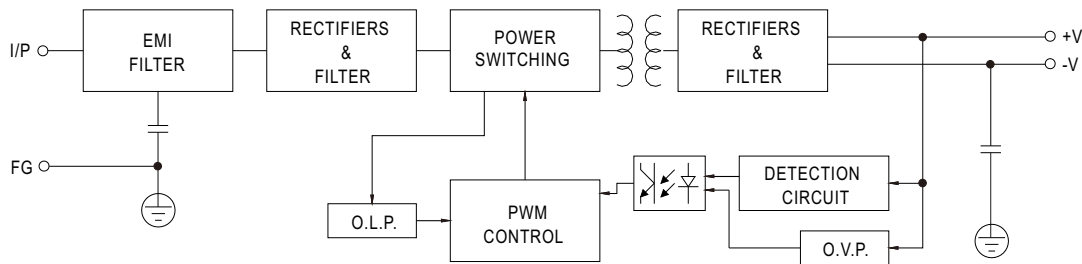 I/P
EMI
FILTER
RECTIFIERS
&
FILTER
POWER
SWITCHING
RECTIFIERS
&
FILTER
+V
-V
FG
O.L.P.
PWM
CONTROL
DETECTION
CIRCUIT
O.V.P.